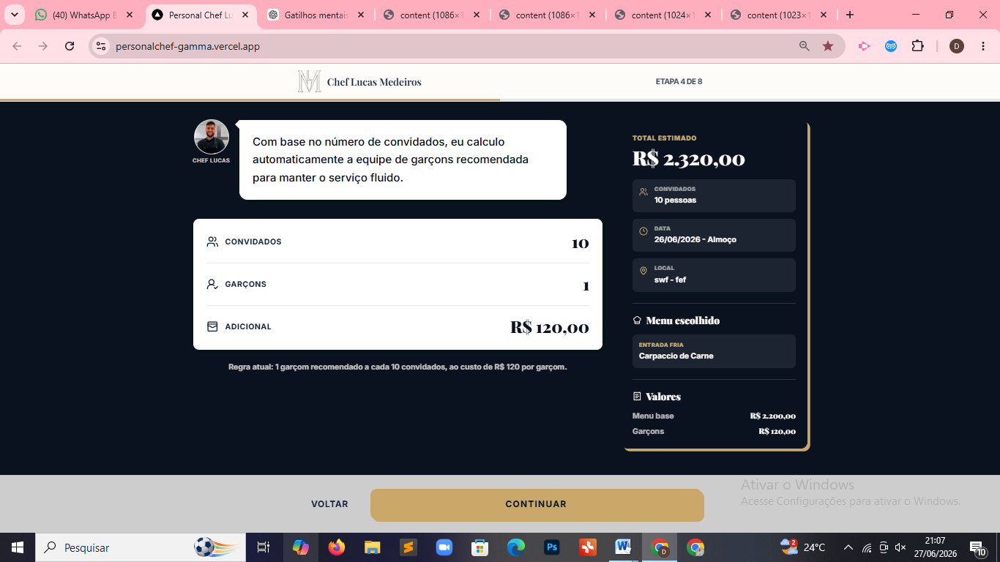 (40) WhatsApp B
Personal Chef Lu
Gatilhos mentais
content (1086×1
content (1086×1
content (1024×1
content (1023×1
personalchef-gamma.vercel.app
D
M
Chef Lucas Medeiros
ETAPA 4 DE 8
CHEF LUCAS
Com base no número de convidados, eu calculo
automaticamente a equipe de garçons recomendada
para manter o serviço fluido.
CONVIDADOS
10
GARÇONS
1
ADICIONAL
R$ 120,00
Regra atual: 1 garçom recomendado a cada 10 convidados, ao custo de R$ 120 por garçom.
TOTAL ESTIMADO
R$ 2.320,00
CONVIDADOS
10 pessoas
DATA
26/06/2026 - Almoço
LOCAL
swf - fef
Menu escolhido
ENTRADA FRIA
Carpaccio de Carne
Valores
Menu base R$ 2.200,00
Garçons R$ 120,00
VOLTAR
CONTINUAR
Ativar o Windows
Acesse Configurações para ativar o Windows.
Pesquisar
Ps
W
D
2
24°C
21:07
27/06/2026
10